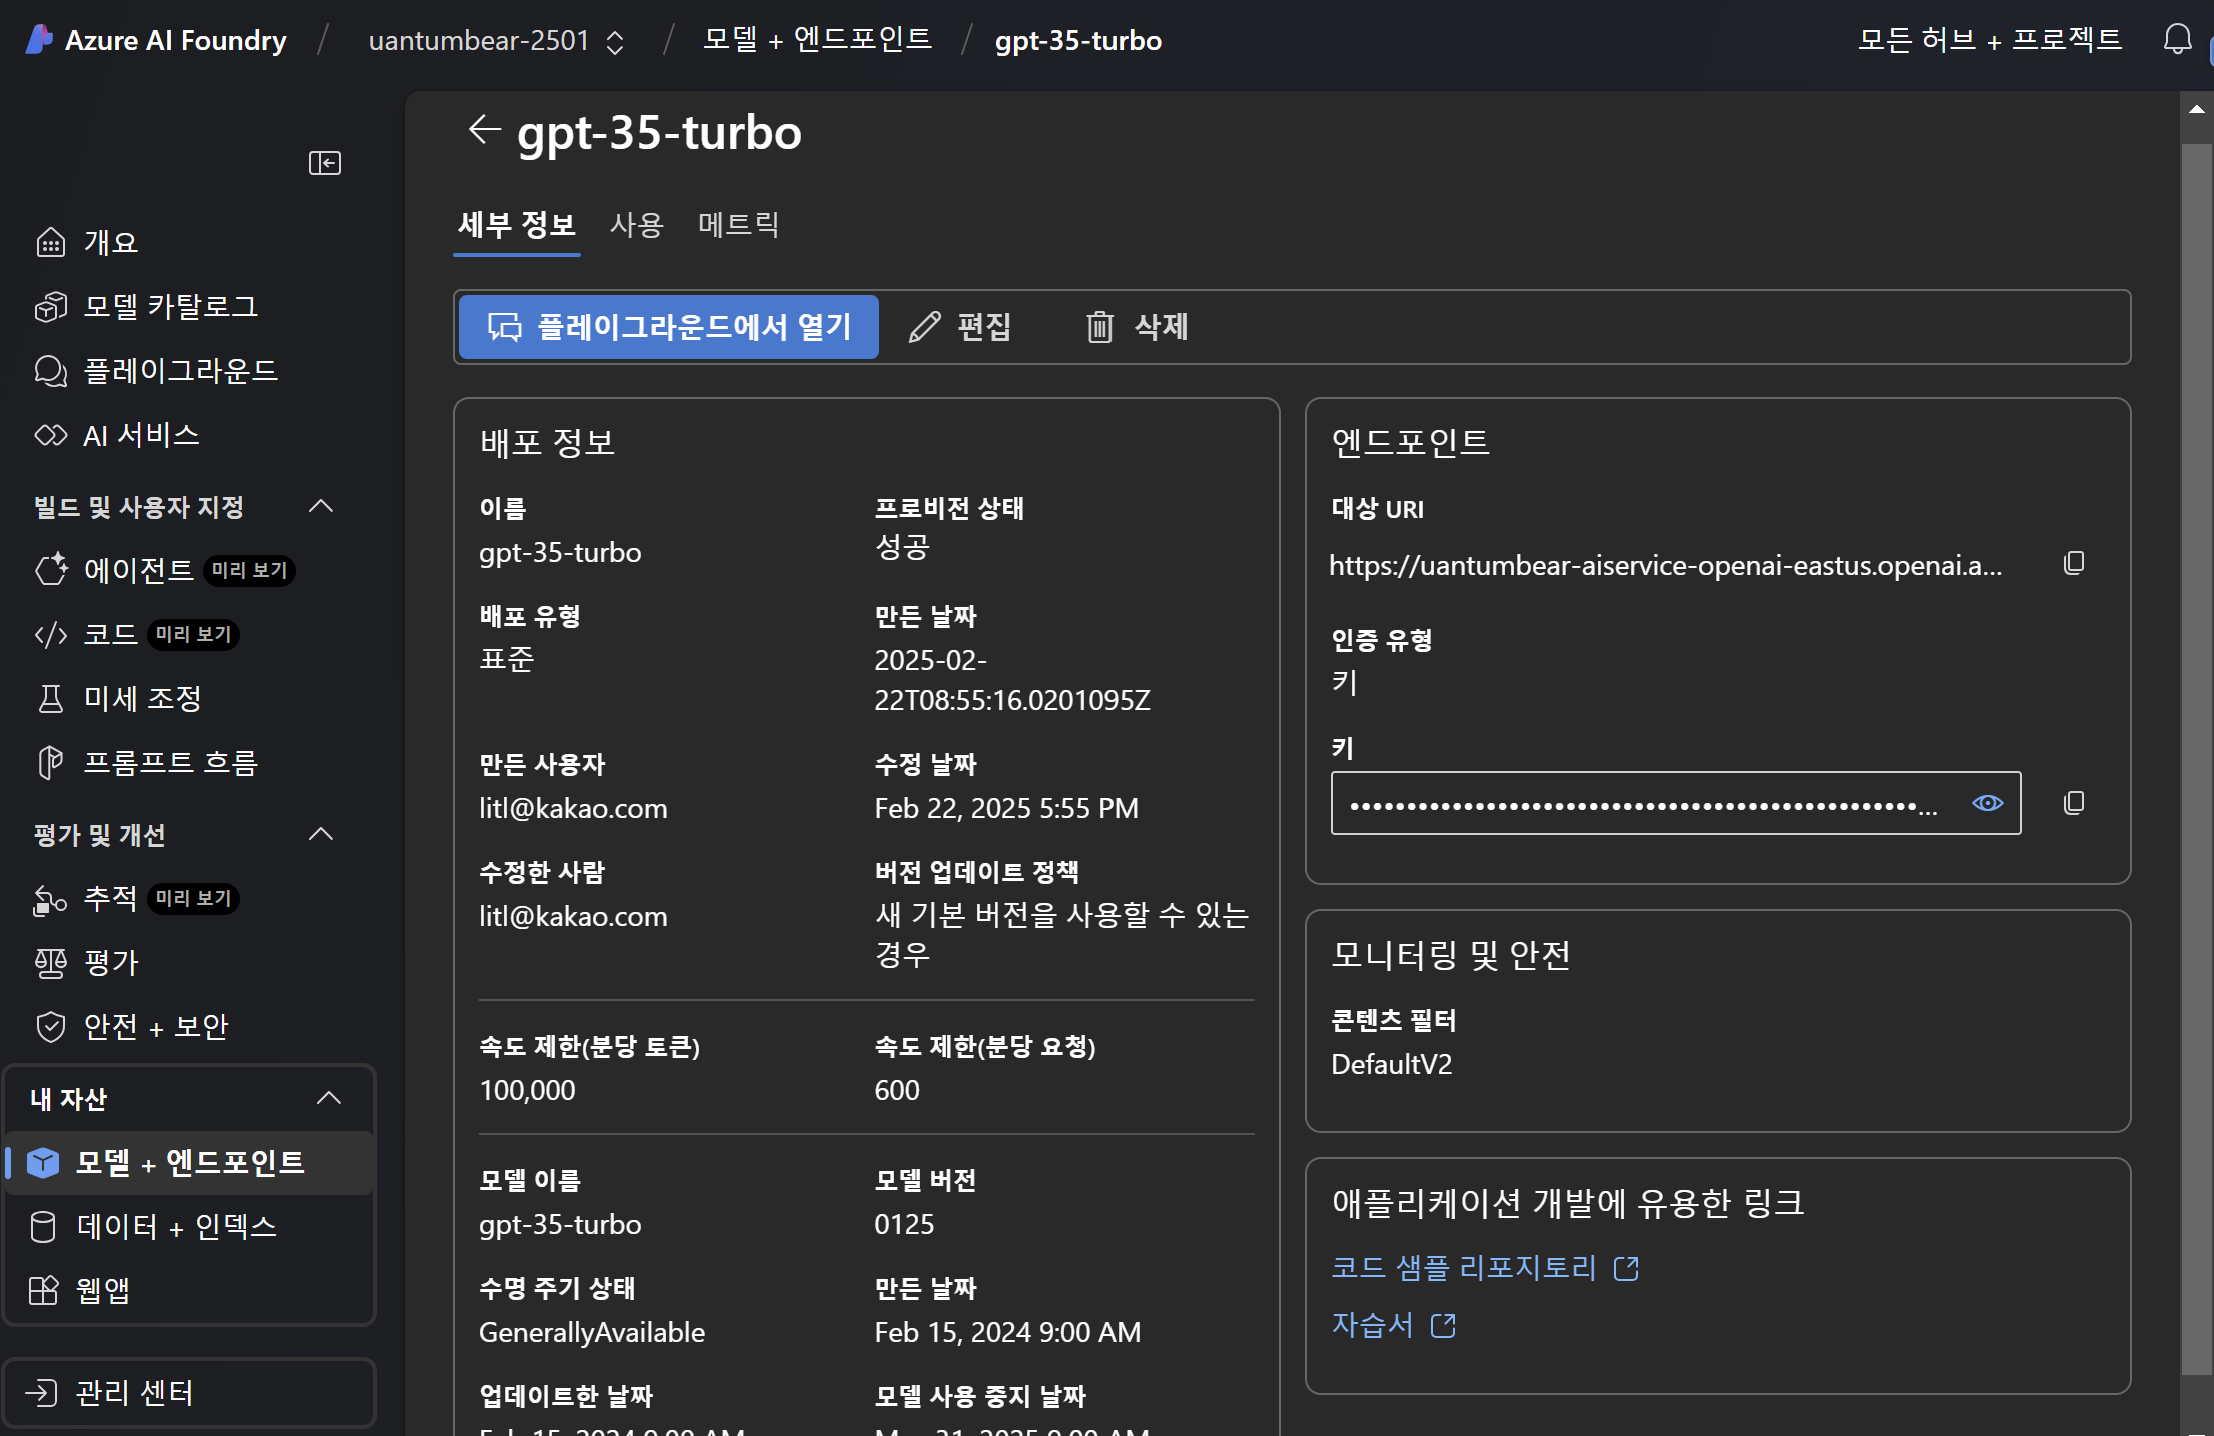 Azure AI Foundry / uantumbear-2501 / 모델 + 엔드포인트 / gpt-35-turbo
모든 허브 + 프로젝트
개요
모델 카탈로그
플레이그라운드
AI 서비스
빌드 및 사용자 지정
에이전트 미리 보기
코드 미리 보기
미세 조정
프롬프트 흐름
평가 및 개선
추적 미리 보기
평가
안전 + 보안
내 자산
모델 + 엔드포인트
데이터 + 인덱스
웹앱
관리 센터
gpt-35-turbo
세부 정보 사용 메트릭
플레이그라운드에서 열기 편집 삭제
배포 정보
이름
gpt-35-turbo
프로비전 상태
성공
배포 유형
표준
만든 날짜
2025-02-
22T08:55:16.0201095Z
만든 사용자
litl@kakao.com
수정 날짜
Feb 22, 2025 5:55 PM
수정한 사람
litl@kakao.com
버전 업데이트 정책
새 기본 버전을 사용할 수 있는
경우
속도 제한(분당 토큰)
100,000
속도 제한(분당 요청)
600
모델 이름
gpt-35-turbo
모델 버전
0125
수명 주기 상태
GenerallyAvailable
만든 날짜
Feb 15, 2024 9:00 AM
업데이트한 날짜
Feb 15, 2024 9:00 AM
모델 사용 중지 날짜
31, 2025 9:00 AM
엔드포인트
대상 URI
https://uantumbear-aiservice-openai-eastus.openai.a...
인증 유형
키
키
모니터링 및 안전
콘텐츠 필터
DefaultV2
애플리케이션 개발에 유용한 링크
코드 샘플 리포지토리
자습서